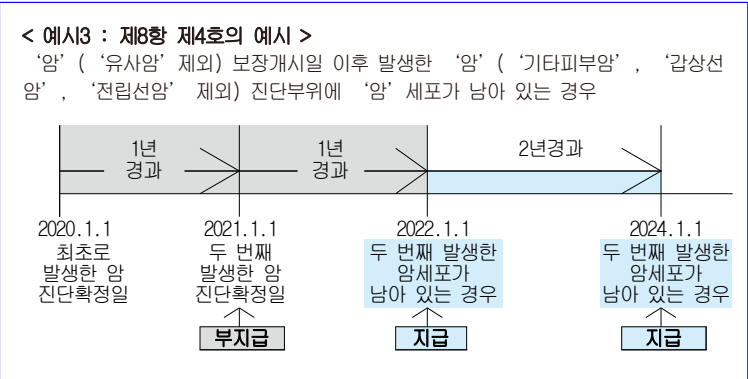 < 예시3 : 제8항 제4호의 예시 >
‘암’(‘유사암’제외) 보장개시일 이후 발생한 ‘암’(‘기타피부암’, ‘갑상선
암’, ‘전립선암’ 제외) 진단부위에 ‘암’세포가 남아 있는 경우
1년
경과
1년
경과
2년경과
2020.1.1
최초로
발생한 암
진단확정일
2021.1.1
두 번째
발생한 암
진단확정일
2022.1.1
두 번째 발생한
암세포가
남아 있는 경우
2024.1.1
두 번째 발생한
암세포가
남아 있는 경우
부지급
지급
지급